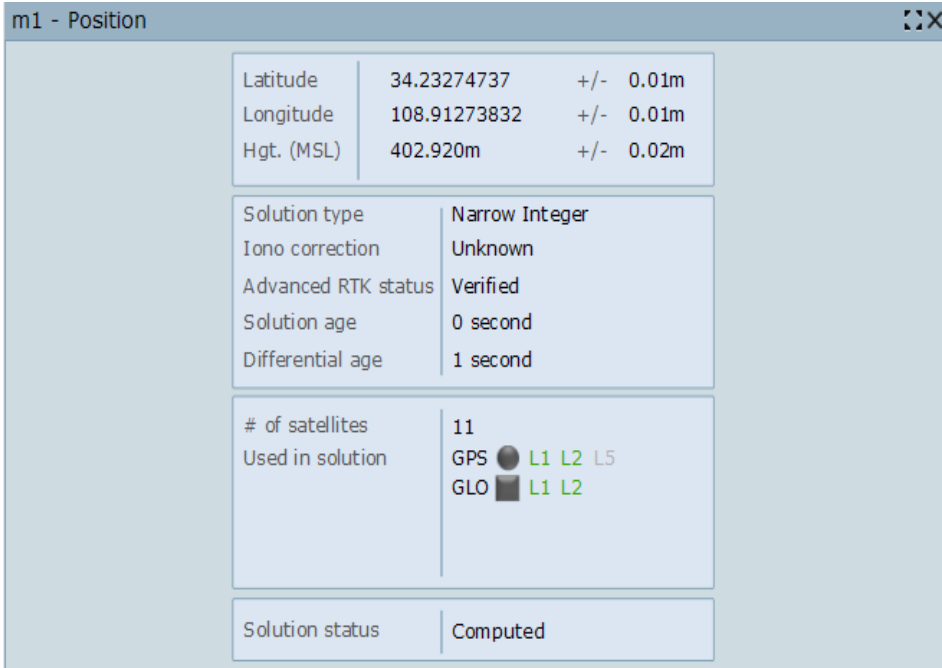 m1 - Position
Latitude 34.23274737 +/- 0.01m
Longitude 108.91273832 +/- 0.01m
Hgt. (MSL) 402.920m +/- 0.02m
Solution type Narrow Integer
Iono correction Unknown
Advanced RTK status Verified
Solution age 0 second
Differential age 1 second
# of satellites 11
Used in solution GPS L1 L2 L5
GLO L1 L2
Solution status Computed